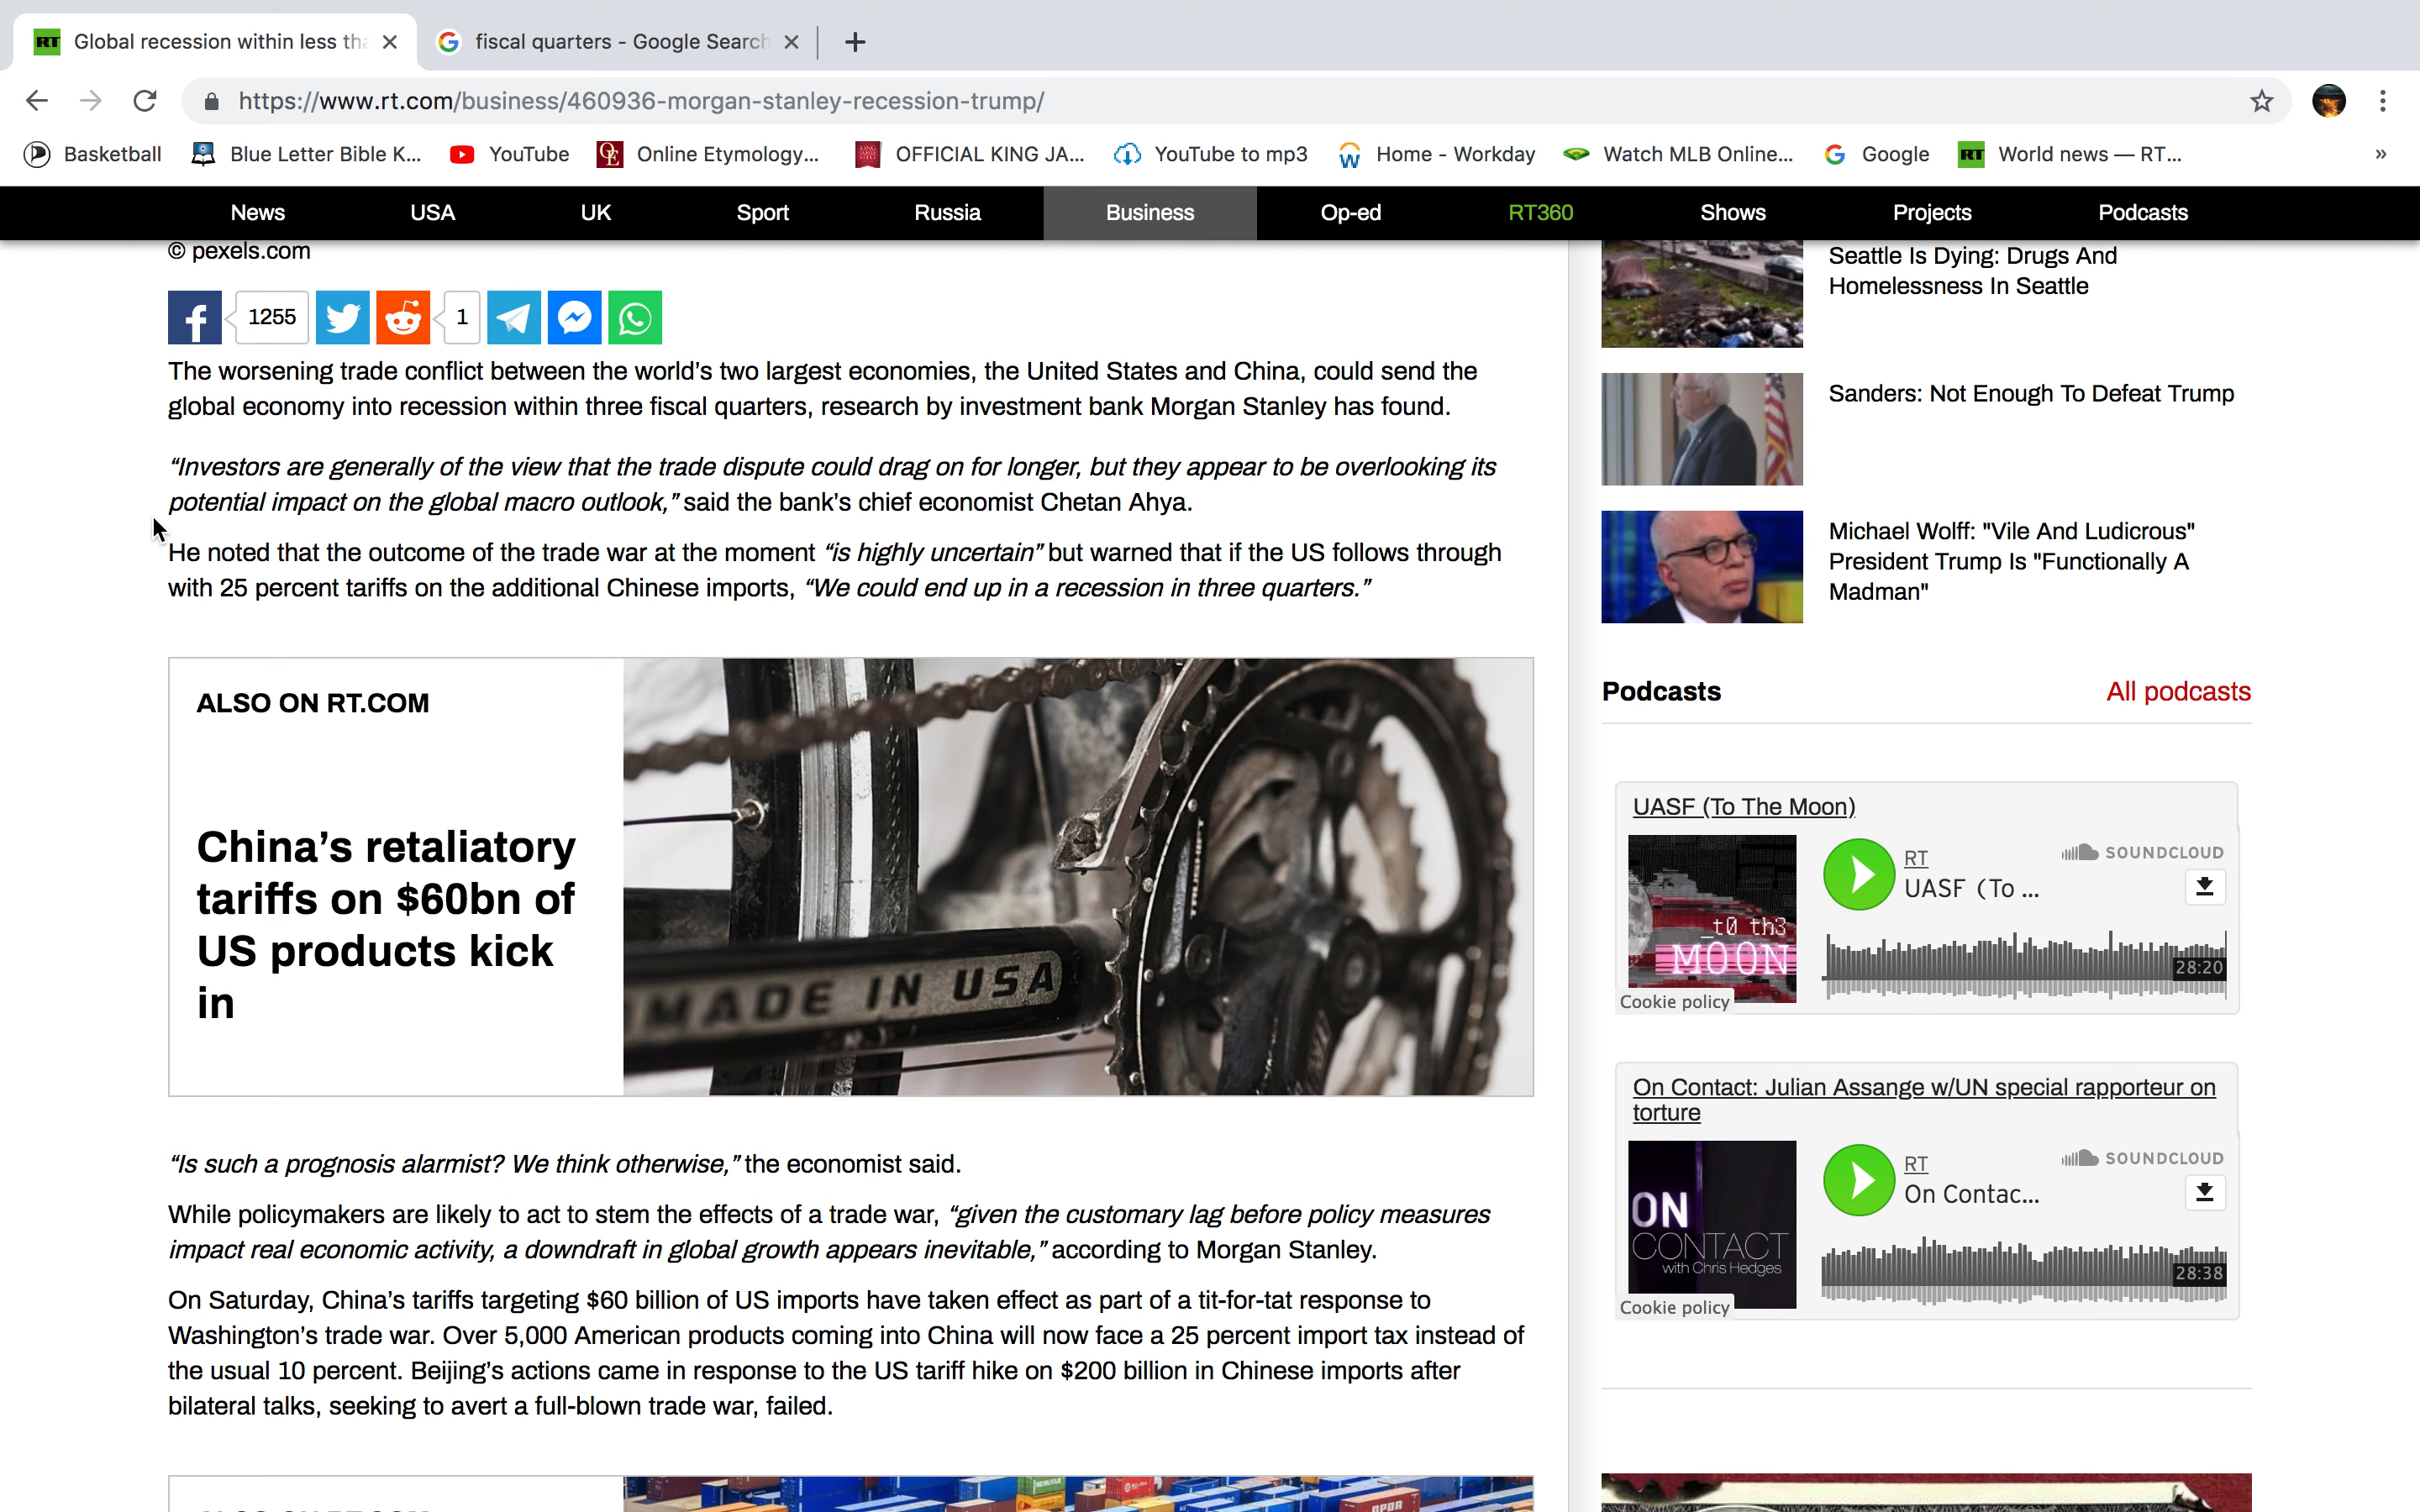 RT Global recession within less tha
G fiscal quarters - Google Search
https://www.rt.com/business/460936-morgan-stanley-recession-trump/
Basketball
Blue Letter Bible K...
YouTube
Online Etymology...
OFFICIAL KING JA...
YouTube to mp3
Home - Workday
Watch MLB Online...
Google
RT World news — RT...
»
News
USA
UK
Sport
Russia
Business
Op-ed
RT360
Shows
Projects
Podcasts
© pexels.com
1255
1
The worsening trade conflict between the world's two largest economies, the United States and China, could send the
global economy into recession within three fiscal quarters, research by investment bank Morgan Stanley has found.
“Investors are generally of the view that the trade dispute could drag on for longer, but they appear to be overlooking its
potential impact on the global macro outlook,” said the bank’s chief economist Chetan Ahya.
He noted that the outcome of the trade war at the moment “is highly uncertain” but warned that if the US follows through
with 25 percent tariffs on the additional Chinese imports, “We could end up in a recession in three quarters.”
ALSO ON RT.COM
China’s retaliatory
tariffs on $60bn of
US products kick
in
MADE IN USA
“Is such a prognosis alarmist? We think otherwise,” the economist said.
While policymakers are likely to act to stem the effects of a trade war, “given the customary lag before policy measures
impact real economic activity, a downdraft in global growth appears inevitable,” according to Morgan Stanley.
On Saturday, China’s tariffs targeting $60 billion of US imports have taken effect as part of a tit-for-tat response to
Washington’s trade war. Over 5,000 American products coming into China will now face a 25 percent import tax instead of
the usual 10 percent. Beijing’s actions came in response to the US tariff hike on $200 billion in Chinese imports after
bilateral talks, seeking to avert a full-blown trade war, failed.
Seattle Is Dying: Drugs And
Homelessness In Seattle
Sanders: Not Enough To Defeat Trump
Michael Wolff: "Vile And Ludicrous"
President Trump Is "Functionally A
Madman"
Podcasts
All podcasts
UASF (To The Moon)
RT
SOUNDCLOUD
UASF (To ...
_t0 th3
MOON
28:20
Cookie policy
On Contact: Julian Assange w/UN special rapporteur on
torture
RT
SOUNDCLOUD
On Contac...
ON
CONTACT
with Chris Hedges
28:38
Cookie policy